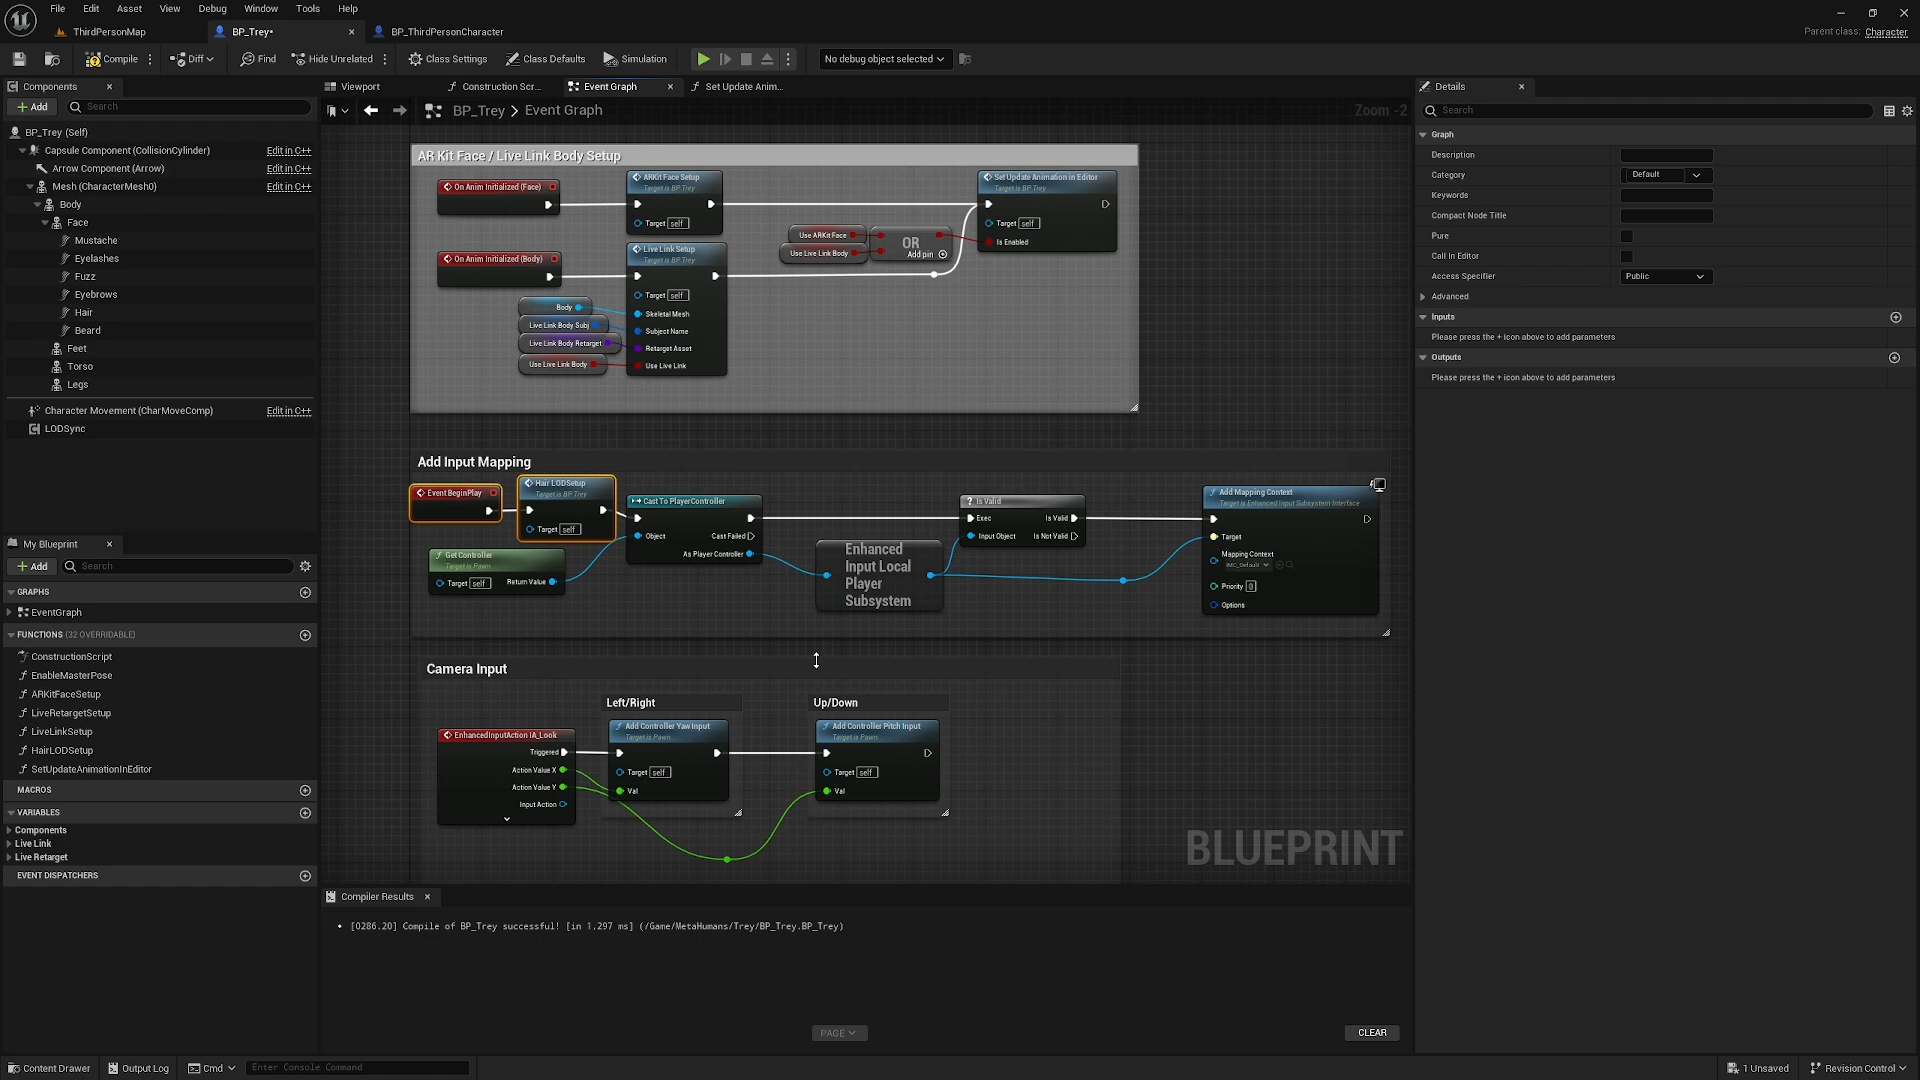 File Edit Asset View Debug Window Tools Help
ThirdPersonMap BP_Trey• BP_ThirdPersonCharacter
Parent class: Character
Compile Diff Find Hide Unrelated Class Settings Class Defaults Simulation No debug object selected
Components
Add Search
BP_Trey (Self)
Capsule Component (CollisionCylinder) Edit in C++
Arrow Component (Arrow) Edit in C++
Mesh (CharacterMesh0) Edit in C++
Body
Face
Mustache
Eyelashes
Fuzz
Eyebrows
Hair
Beard
Feet
Torso
Legs
Character Movement (CharMoveComp) Edit in C++
LODSync
My Blueprint
Add Search
GRAPHS
EventGraph
FUNCTIONS (32 OVERRIDABLE)
ConstructionScript
EnableMasterPose
ARKitFaceSetup
LiveRetargetSetup
LiveLinkSetup
HairLODSetup
SetUpdateAnimationInEditor
MACROS
VARIABLES
Components
Live Link
Live Retarget
EVENT DISPATCHERS
Viewport Construction Scr... Event Graph Set Update Anim...
BP_Trey > Event Graph Zoom -2
AR Kit Face / Live Link Body Setup
On Anim Initialized (Face)
ARKit Face Setup
Target is BP Trey
Target self
Set Update Animation in Editor
Target is BP Trey
Target self
Is Enabled
Use ARKit Face
Use Live Link Body
OR
Add pin
On Anim Initialized (Body)
Live Link Setup
Target is BP Trey
Target self
Skeletal Mesh
Subject Name
Retarget Asset
Use Live Link
Body
Live Link Body Subj
Live Link Body Retarget
Use Live Link Body
Add Input Mapping
Event BeginPlay
Hair LODSetup
Target is BP Trey
Target self
Get Controller
Target is Pawn
Target self Return Value
Cast To PlayerController
Object Cast Failed
As Player Controller
Enhanced
Input Local
Player
Subsystem
Is Valid
Exec Is Valid
Input Object Is Not Valid
Add Mapping Context
Target is Enhanced Input Subsystem Interface
Target
Mapping Context
IMC_Default
Priority 0
Options
Camera Input
Left/Right
Up/Down
EnhancedInputAction IA_Look
Triggered
Action Value X
Action Value Y
Input Action
Add Controller Yaw Input
Target is Pawn
Target self
Val
Add Controller Pitch Input
Target is Pawn
Target self
Val
BLUEPRINT
Compiler Results
• [0286.20] Compile of BP_Trey successful! [in 1,297 ms] (/Game/MetaHumans/Trey/BP_Trey.BP_Trey)
PAGE
CLEAR
Details
Search
Graph
Description
Category Default
Keywords
Compact Node Title
Pure
Call In Editor
Access Specifier Public
Advanced
Inputs
Please press the + icon above to add parameters
Outputs
Please press the + icon above to add parameters
Content Drawer Output Log Cmd Enter Console Command 1 Unsaved Revision Control